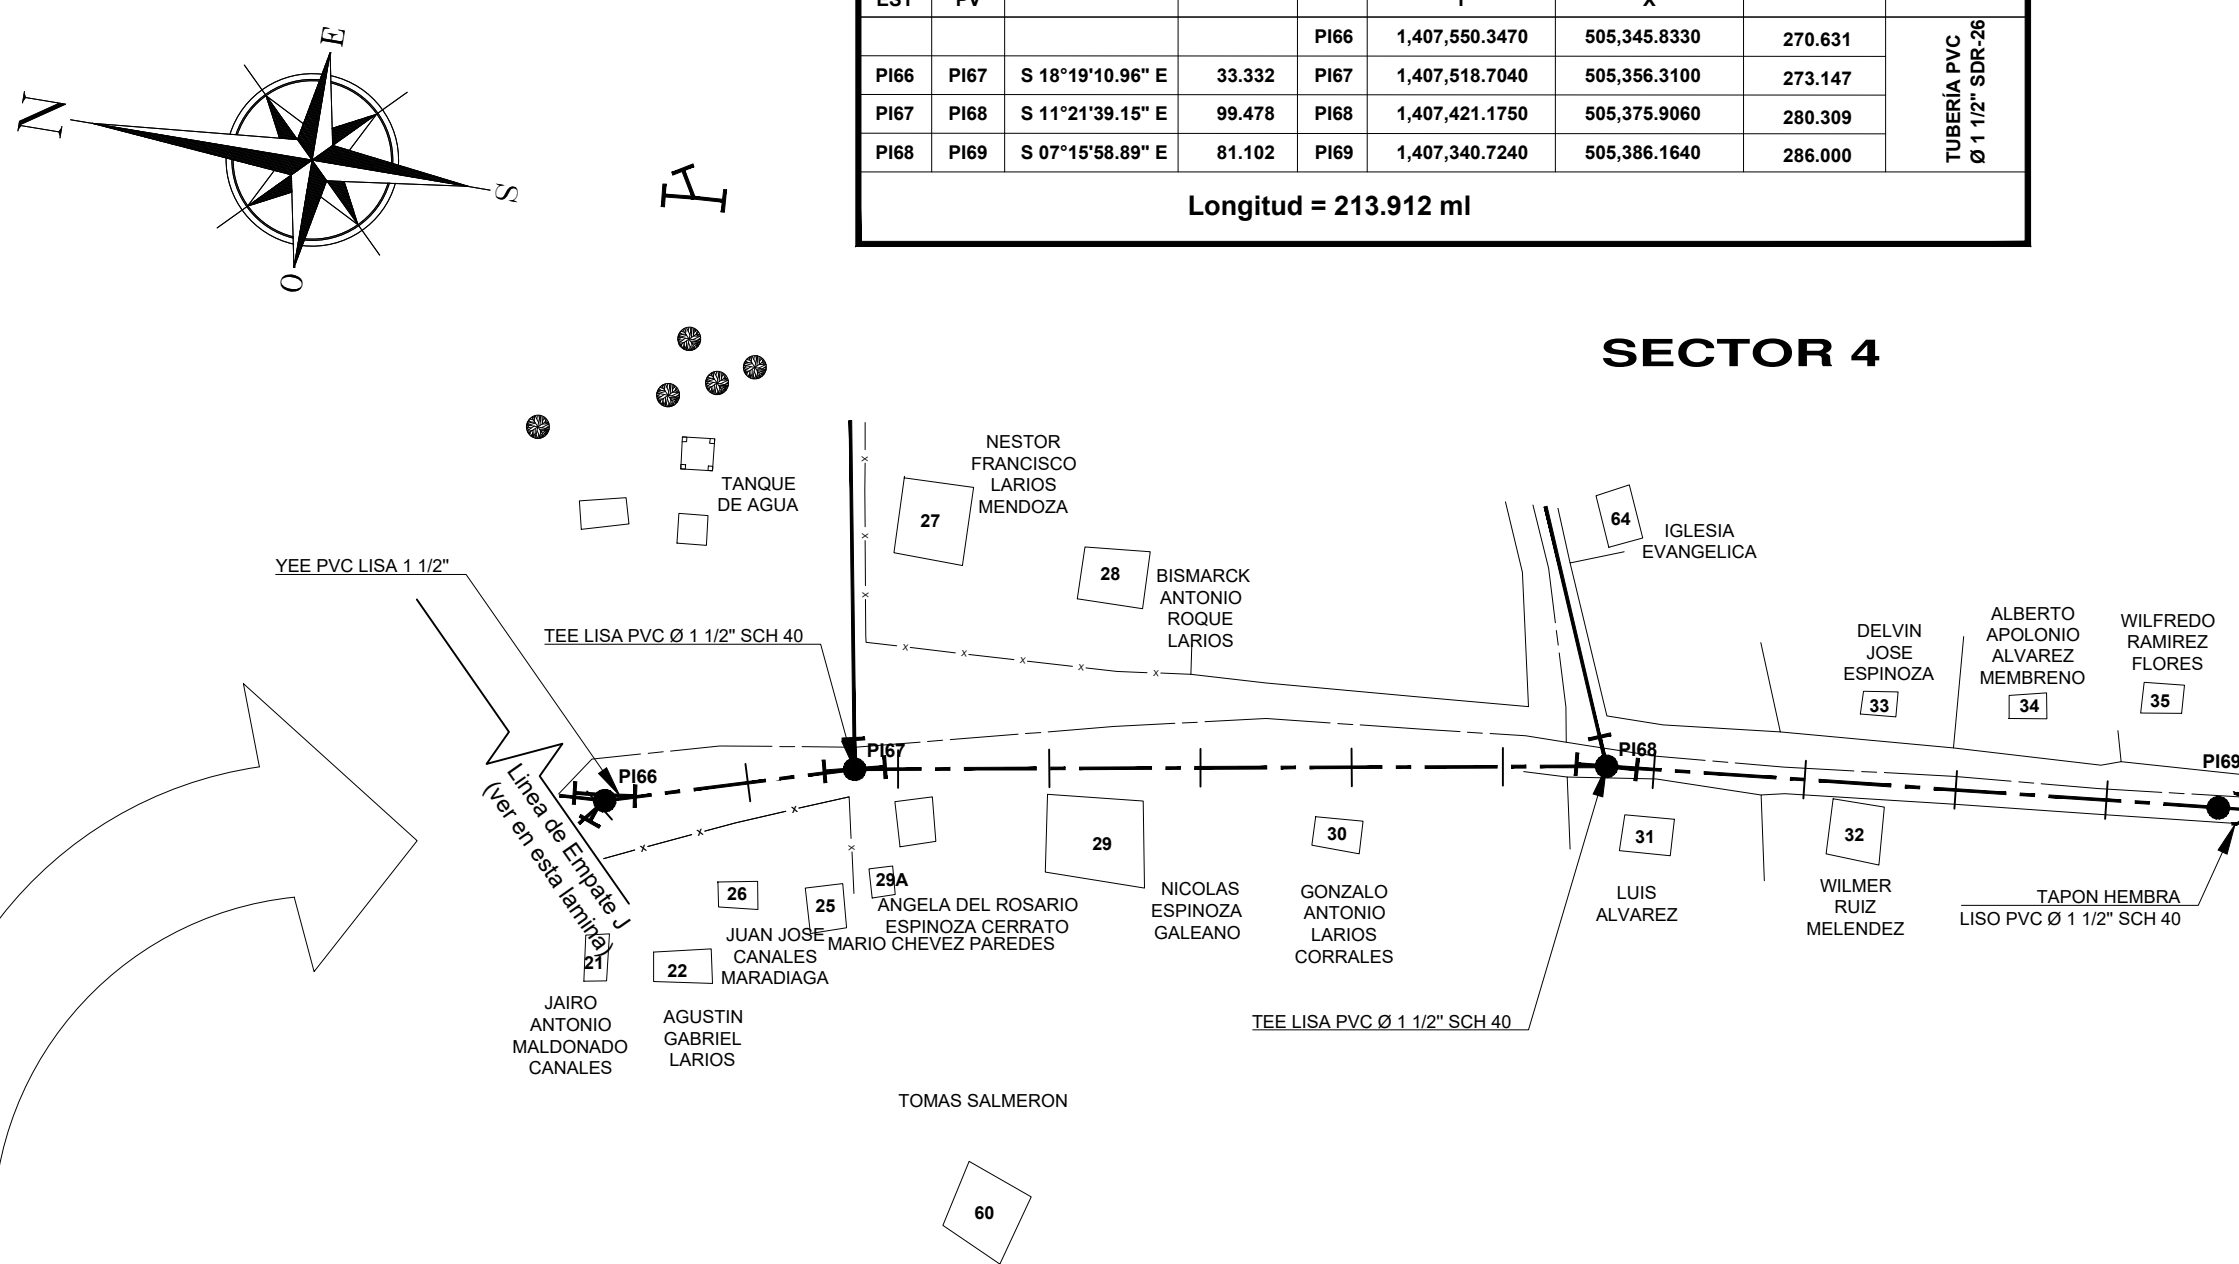 EST PV Y X
PI66 1,407,550.3470 505,345.8330 270.631
PI66 PI67 S 18°19'10.96" E 33.332 PI67 1,407,518.7040 505,356.3100 273.147
PI67 PI68 S 11°21'39.15" E 99.478 PI68 1,407,421.1750 505,375.9060 280.309
PI68 PI69 S 07°15'58.89" E 81.102 PI69 1,407,340.7240 505,386.1640 286.000
TUBERÍA PVC
Ø 1 1/2" SDR-26
Longitud = 213.912 ml
N
E
S
O
SECTOR 4
TANQUE
DE AGUA
NESTOR
FRANCISCO
LARIOS
MENDOZA
27
28
BISMARCK
ANTONIO
ROQUE
LARIOS
64
IGLESIA
EVANGELICA
YEE PVC LISA 1 1/2"
TEE LISA PVC Ø 1 1/2" SCH 40
DELVIN
JOSE
ESPINOZA
33
ALBERTO
APOLONIO
ALVAREZ
MEMBRENO
34
WILFREDO
RAMIREZ
FLORES
35
PI66
PI67
PI68
PI69
Linea de Empate J
(ver en esta lamina)
26
25
29A
29
30
31
32
ANGELA DEL ROSARIO
ESPINOZA CERRATO
MARIO CHEVEZ PAREDES
JUAN JOSE
CANALES
MARADIAGA
NICOLAS
ESPINOZA
GALEANO
GONZALO
ANTONIO
LARIOS
CORRALES
LUIS
ALVAREZ
WILMER
RUIZ
MELENDEZ
TAPON HEMBRA
LISO PVC Ø 1 1/2" SCH 40
21
22
JAIRO
ANTONIO
MALDONADO
CANALES
AGUSTIN
GABRIEL
LARIOS
TEE LISA PVC Ø 1 1/2" SCH 40
TOMAS SALMERON
60